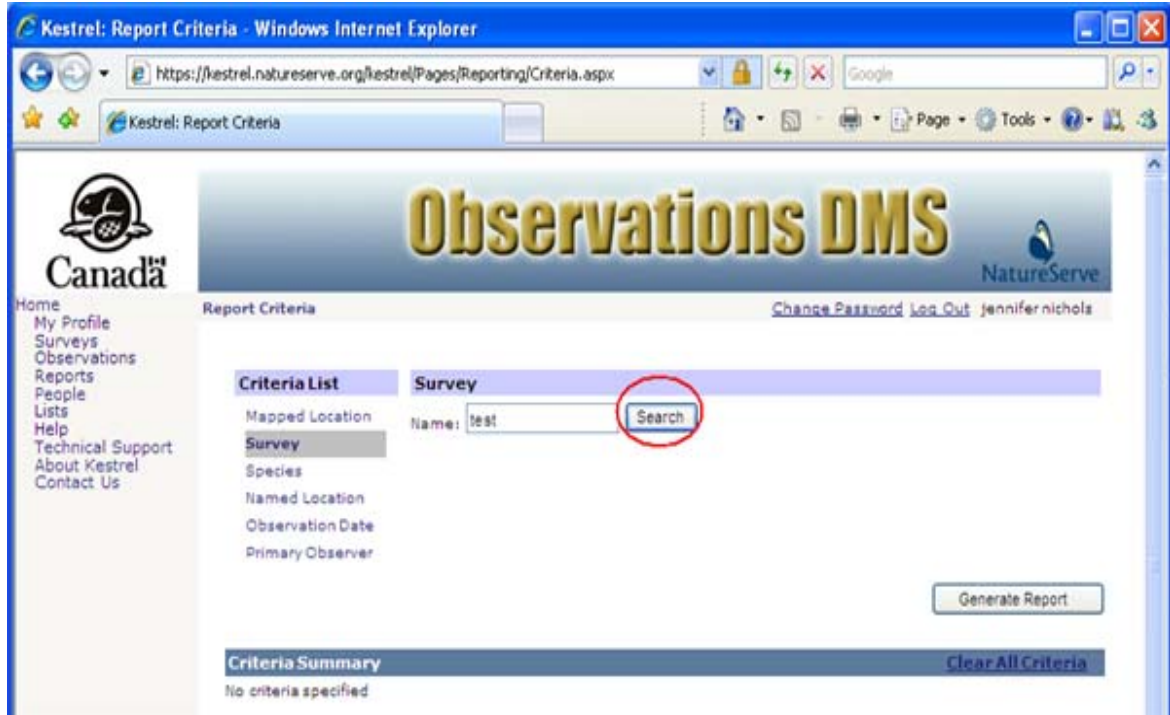 Kestrel: Report Criteria - Windows Internet Explorer
https://kestrel.natureserve.org/kestrel/Pages/Reporting/Criteria.aspx
Google
Kestrel: Report Criteria
Page
Tools
Canada
Observations DMS
NatureServe
Home
My Profile
Surveys
Observations
Reports
People
Lists
Help
Technical Support
About Kestrel
Contact Us
Report Criteria
Change Password Log Out jennifer nichols
Criteria List
Mapped Location
Survey
Species
Named Location
Observation Date
Primary Observer
Survey
Name: test Search
Generate Report
Criteria Summary Clear All Criteria
No criteria specified